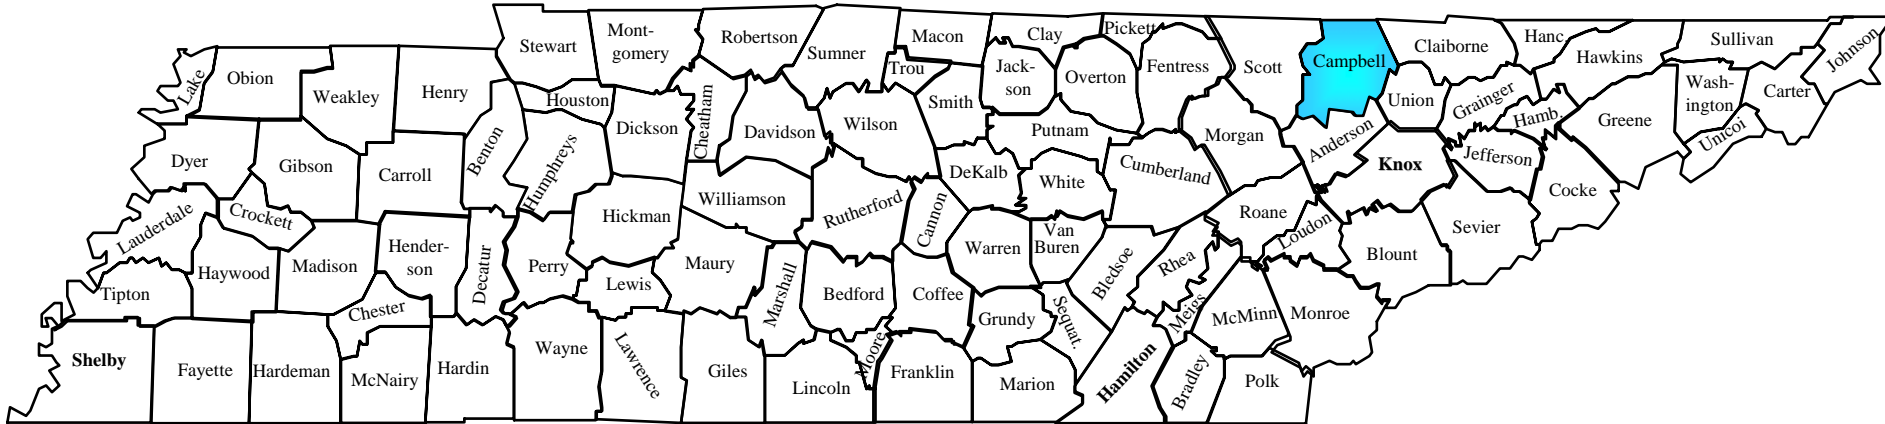 Stewart
Mont-
gomery
Robertson
Sumner
Macon
Trou
Clay
Pickett
Jack-
son
Overton
Fentress
Scott
Campbell
Claiborne
Hanc.
Hawkins
Sullivan
Johnson
Lake
Obion
Weakley
Henry
Houston
Benton
Humphreys
Dickson
Cheatham
Davidson
Wilson
Smith
Putnam
Morgan
Anderson
Union
Grainger
Hamb.
Greene
Wash-
ington
Carter
Unicoi
Dyer
Gibson
Carroll
Williamson
Rutherford
DeKalb
White
Cumberland
Knox
Jefferson
Cocke
Lauderdale
Crockett
Haywood
Madison
Hender-
son
Decatur
Perry
Hickman
Lewis
Maury
Marshall
Bedford
Cannon
Coffee
Warren
Van
Buren
Bledsoe
Rhea
Roane
Loudon
Blount
Sevier
Tipton
Chester
Moore
Grundy
Sequat.
Meigs
McMinn
Monroe
Shelby
Fayette
Hardeman
McNairy
Hardin
Wayne
Lawrence
Giles
Lincoln
Franklin
Marion
Hamilton
Bradley
Polk